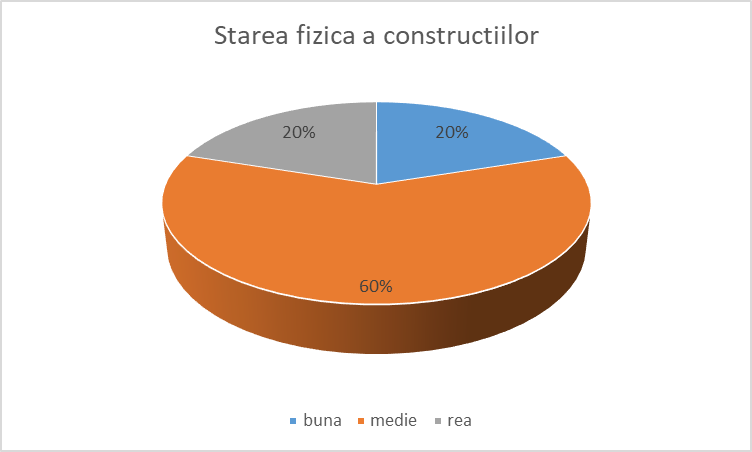 Starea fizica a constructiilor
20% 20%
60%
buna medie rea